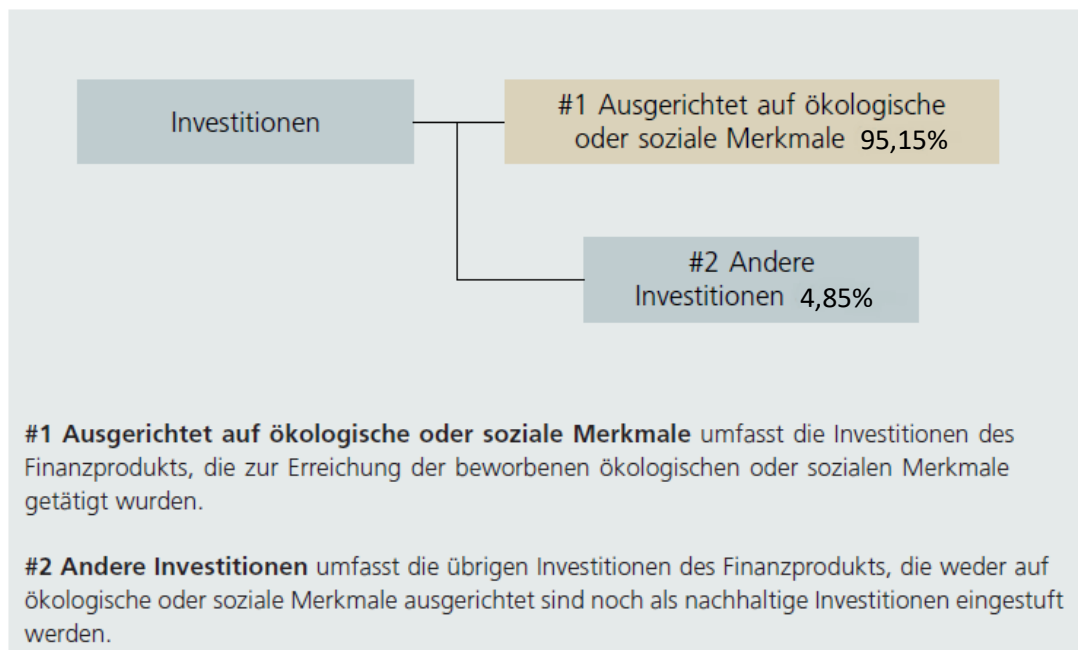 Investitionen
#1 Ausgerichtet auf ökologische
oder soziale Merkmale 95,15%
#2 Andere
Investitionen 4,85%
#1 Ausgerichtet auf ökologische oder soziale Merkmale umfasst die Investitionen des
Finanzprodukts, die zur Erreichung der beworbenen ökologischen oder sozialen Merkmale
getätigt wurden.
#2 Andere Investitionen umfasst die übrigen Investitionen des Finanzprodukts, die weder auf
ökologische oder soziale Merkmale ausgerichtet sind noch als nachhaltige Investitionen eingestuft
werden.